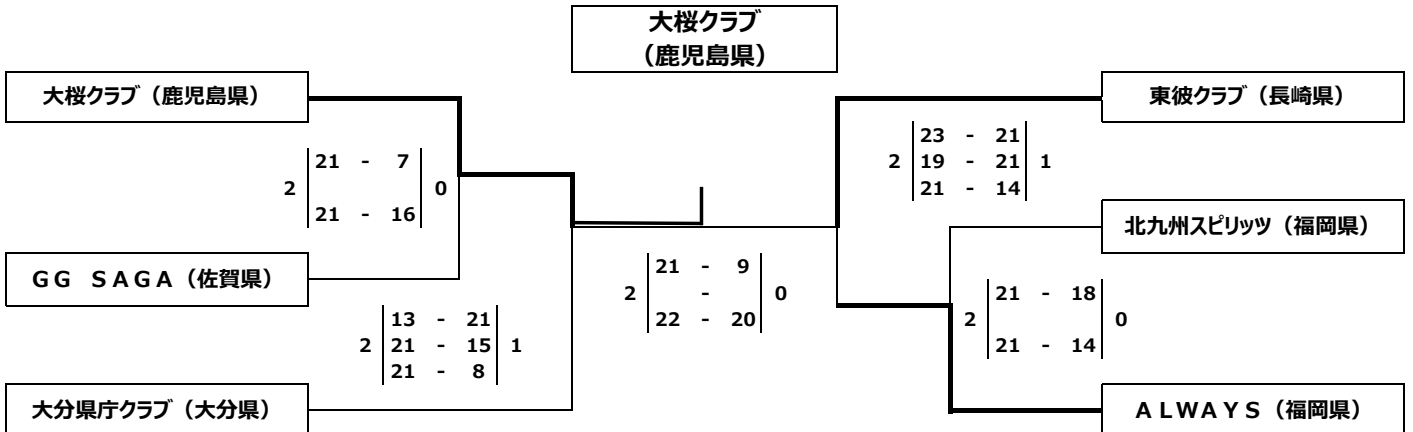 大桜クラブ
（鹿児島県）
大桜クラブ（鹿児島県）
東彼クラブ（長崎県）
23 - 21
2 19 - 21 1
21 - 14
21 - 7
2 0
21 - 16
北九州スピリッツ（福岡県）
GG SAGA（佐賀県）
21 - 9
2 - 0
22 - 20
21 - 18
2 0
21 - 14
13 - 21
2 21 - 15 1
21 - 8
大分県庁クラブ（大分県）
ALWAYS（福岡県）